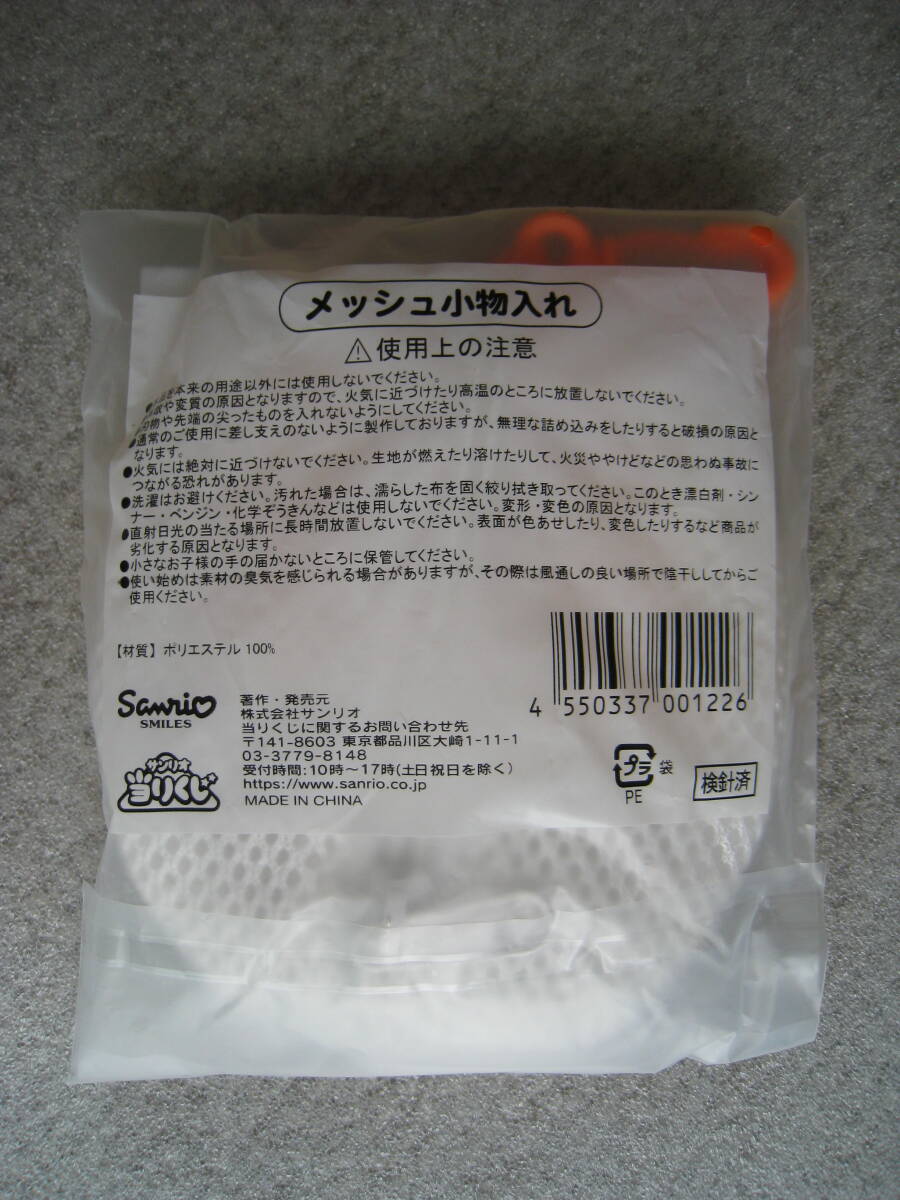 メッシュ小物入れ
⚠使用上の注意
本来の用途以外には使用しないでください。
や変質の原因となりますので、火気に近づけたり高温のところに放置しないでください。
刃物や先端の尖ったものを入れないようにしてください。
●通常のご使用に差し支えのないように製作しておりますが、無理な詰め込みをしたりすると破損の原因と
なります。
●火気には絶対に近づけないでください。生地が燃えたり溶けたりして、火災ややけどなどの思わぬ事故に
つながる恐れがあります。
●洗濯はお避けください。汚れた場合は、濡らした布を固く絞り拭き取ってください。このとき漂白剤・シン
ナー・ベンジン・化学ぞうきんなどは使用しないでください。変形・変色の原因となります。
●直射日光の当たる場所に長時間放置しないでください。表面が色あせしたり、変色したりするなど商品が
劣化する原因となります。
●小さなお子様の手の届かないところに保管してください。
●使い始めは素材の臭気を感じられる場合がありますが、その際は風通しの良い場所で陰干ししてからご
使用ください。
【材質】ポリエステル 100%
4 550337 001226
Sanrio
SMILES
サンリオ
当りくじ
著作・発売元
株式会社サンリオ
当りくじに関するお問い合わせ先
〒141-8603 東京都品川区大崎1-11-1
03-3779-8148
受付時間:10時～17時(土日祝日を除く)
https://www.sanrio.co.jp
MADE IN CHINA
プラ 袋
PE
検針済